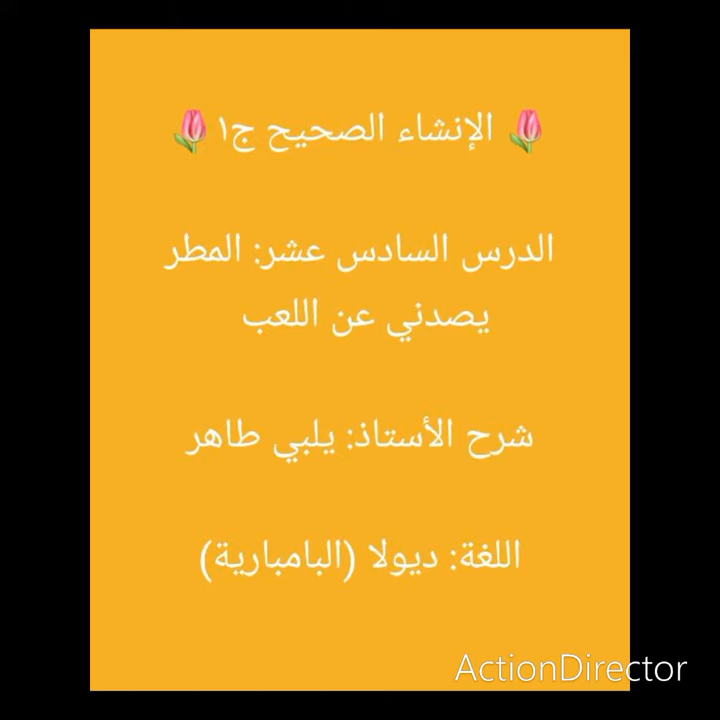 🌷 الإنشاء الصحيح ج١ 🌷
الدرس السادس عشر: المطر
يصدني عن اللعب
شرح الأستاذ: يلبي طاهر
اللغة: ديولا (البامبارية)
ActionDirector